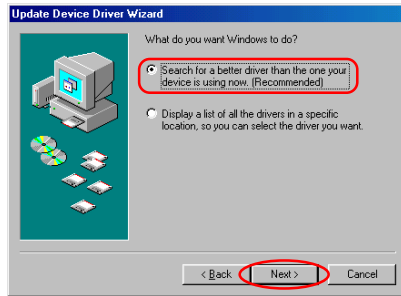 Update Device Driver Wizard
What do you want Windows to do?
Search for a better driver than the one your
device is using now. (Recommended)
Display a list of all the drivers in a specific
location, so you can select the driver you want.
< Back
Next >
Cancel